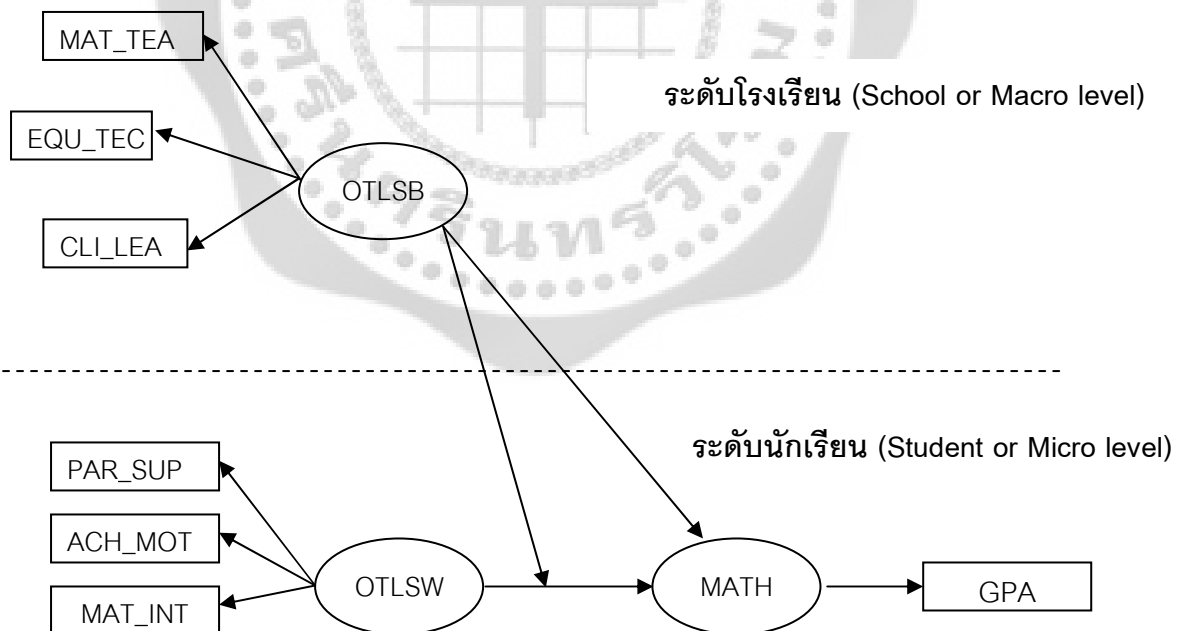 MAT_TEA
ระดับโรงเรียน (School or Macro level)
EQU_TEC
OTLSB
CLI_LEA
ระดับนักเรียน (Student or Micro level)
PAR_SUP
ACH_MOT
OTLSW
MATH
GPA
MAT_INT